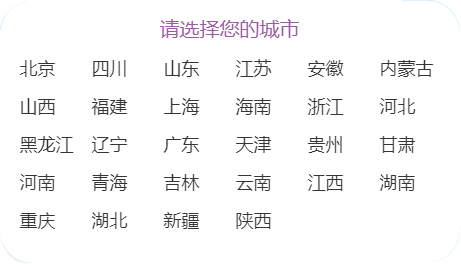 请选择您的城市
北京 四川 山东 江苏 安徽 内蒙古
山西 福建 上海 海南 浙江 河北
黑龙江 辽宁 广东 天津 贵州 甘肃
河南 青海 吉林 云南 江西 湖南
重庆 湖北 新疆 陕西